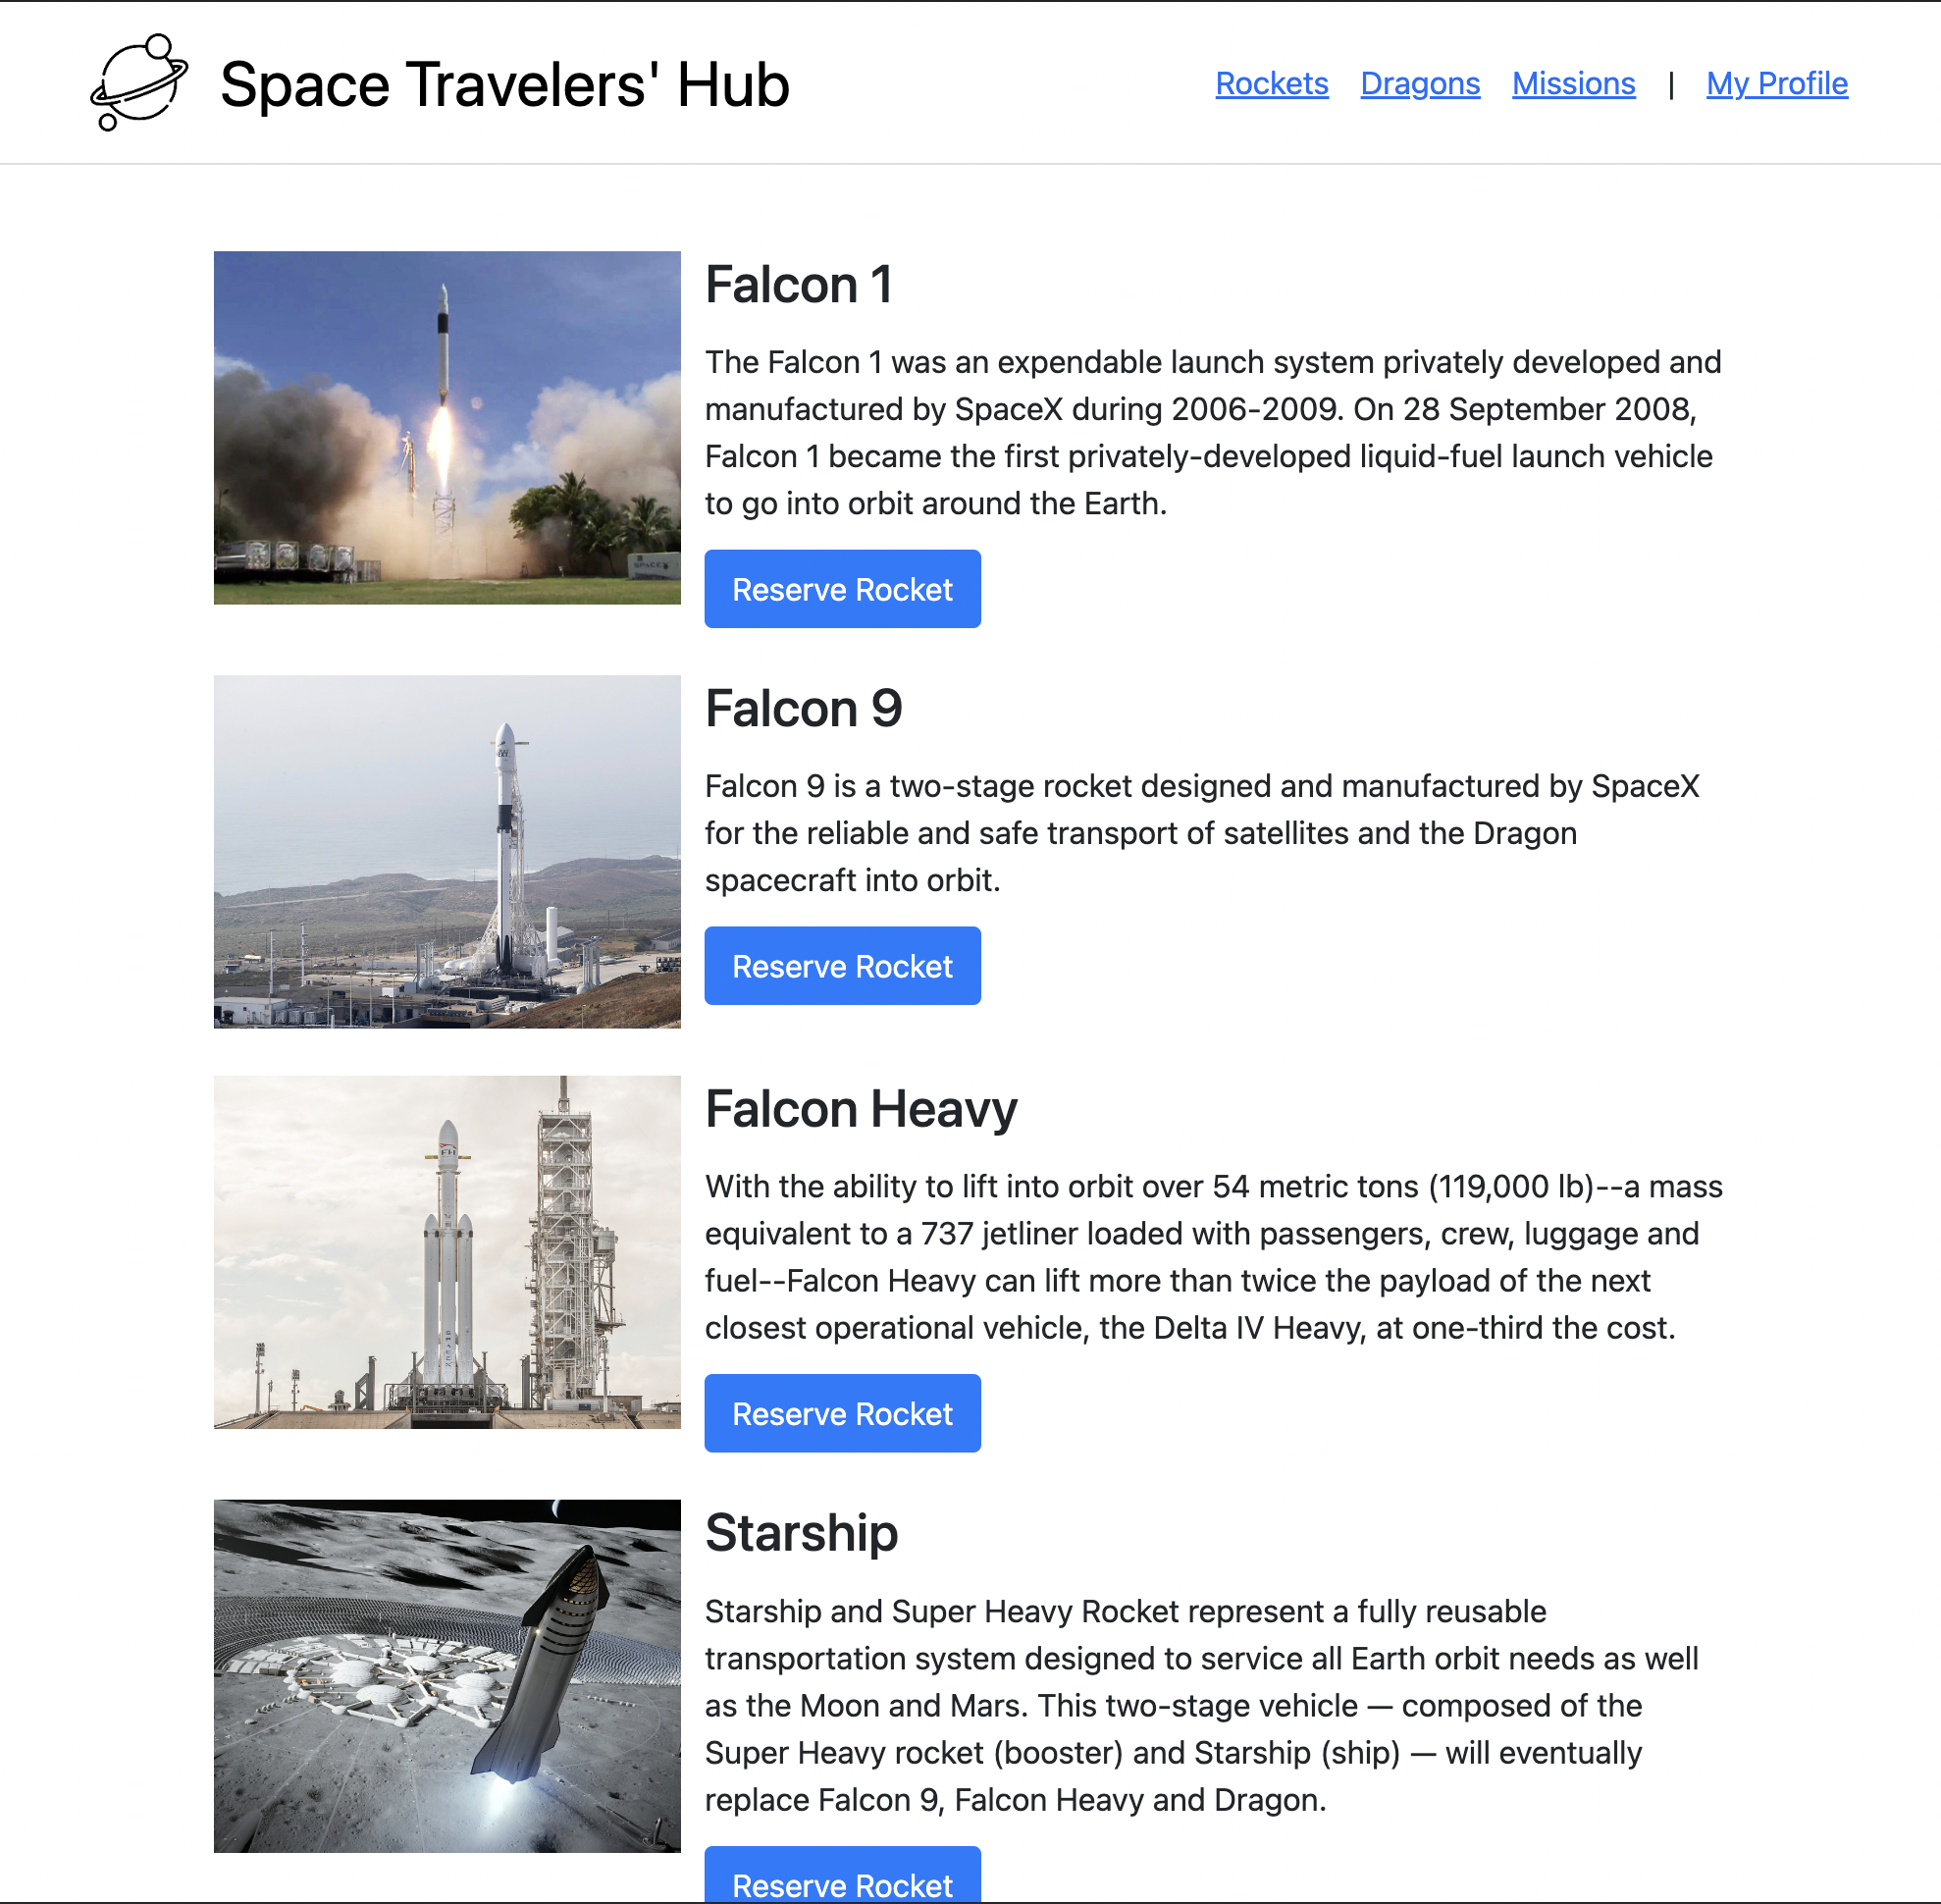 Space Travelers' Hub
Rockets Dragons Missions | My Profile
Falcon 1
The Falcon 1 was an expendable launch system privately developed and
manufactured by SpaceX during 2006-2009. On 28 September 2008,
Falcon 1 became the first privately-developed liquid-fuel launch vehicle
to go into orbit around the Earth.
Reserve Rocket
SPACEX
Falcon 9
Falcon 9 is a two-stage rocket designed and manufactured by SpaceX
for the reliable and safe transport of satellites and the Dragon
spacecraft into orbit.
Reserve Rocket
Falcon Heavy
FH
With the ability to lift into orbit over 54 metric tons (119,000 lb)--a mass
equivalent to a 737 jetliner loaded with passengers, crew, luggage and
fuel--Falcon Heavy can lift more than twice the payload of the next
closest operational vehicle, the Delta IV Heavy, at one-third the cost.
Reserve Rocket
Starship
Starship and Super Heavy Rocket represent a fully reusable
transportation system designed to service all Earth orbit needs as well
as the Moon and Mars. This two-stage vehicle — composed of the
Super Heavy rocket (booster) and Starship (ship) — will eventually
replace Falcon 9, Falcon Heavy and Dragon.
Reserve Rocket